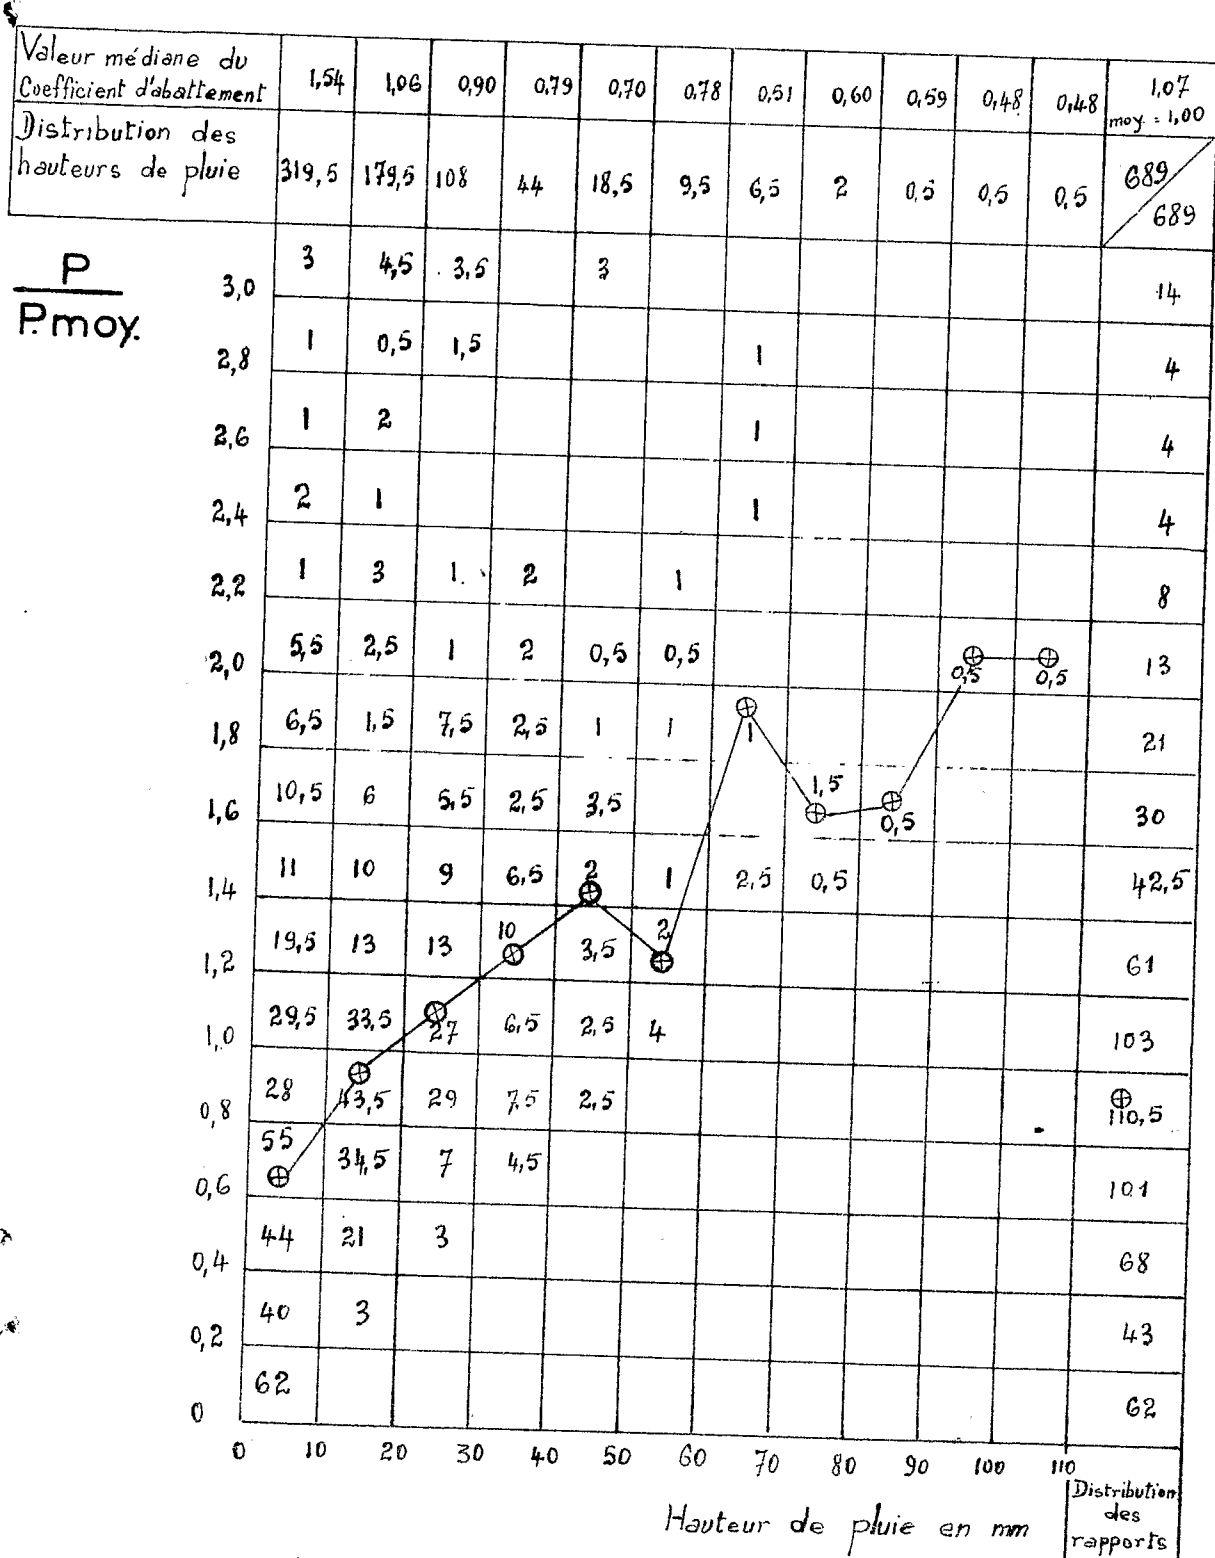 Valeur médiane du
Coefficient d'abattement 1,54 1,06 0,90 0,79 0,70 0.78 0,51 0,60 0,59 0,48 0,48 1,07
moy. = 1,00
Distribution des
hauteurs de pluie 319,5 179,5 108 44 18,5 9,5 6,5 2 0,5 0,5 0,5 689
689
P
P.moy.
3 4,5 3,5 3 14
3,0
1 0,5 1,5 1 4
2,8
1 2 1 4
2,6
2 1 1 4
2,4
1 3 1 2 1 8
2,2
5,5 2,5 1 2 0,5 0,5 0,5 0,5 13
2,0
6,5 1,5 7,5 2,5 1 1 1 21
1,8
10,5 6 5,5 2,5 3,5 1,5 0,5 30
1,6
11 10 9 6,5 2 1 2,5 0,5 42,5
1,4
19,5 13 13 10 3,5 2 61
1,2
29,5 33,5 27 6,5 2,5 4 103
1,0
28 43,5 29 7,5 2,5 110,5
0,8
55 34,5 7 4,5 101
0,6
44 21 3 68
0,4
40 3 43
0,2
62 62
0
0 10 20 30 40 50 60 70 80 90 100 110
Hauteur de pluie en mm
Distribution
des
rapports